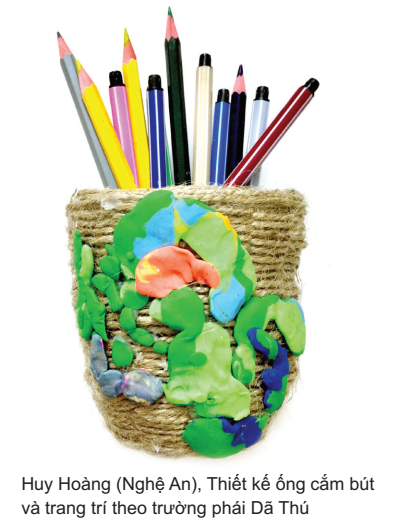 Huy Hoàng (Nghệ An), Thiết kế ống cắm bút
và trang trí theo trường phái Dã Thú